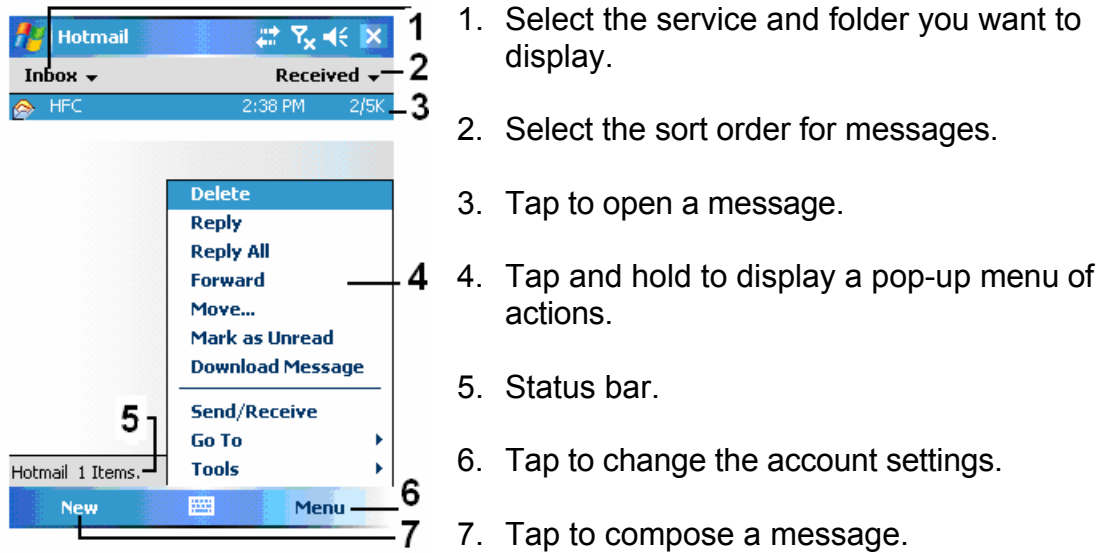 Hotmail
1
Inbox
Received
2
HFC 2:38 PM 2/5K
3
Delete
Reply
Reply All
Forward
4
Move...
Mark as Unread
Download Message
5
Send/Receive
Go To
Hotmail 1 Items.
Tools
6
New
Menu
7
1. Select the service and folder you want to
display.
2. Select the sort order for messages.
3. Tap to open a message.
4. Tap and hold to display a pop-up menu of
actions.
5. Status bar.
6. Tap to change the account settings.
7. Tap to compose a message.